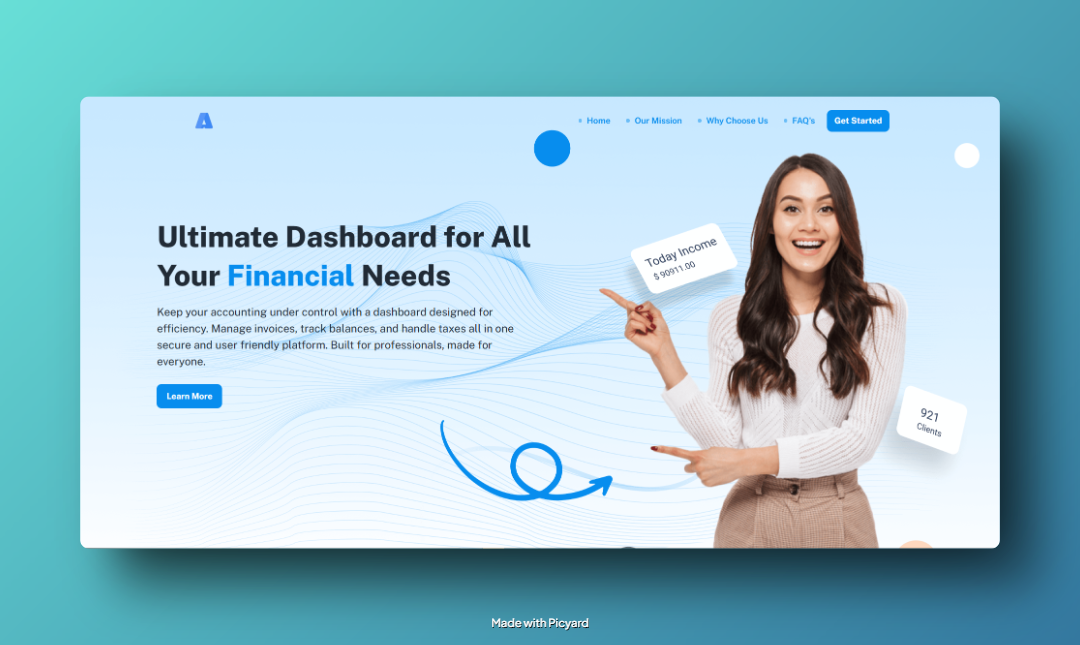 Home
Our Mission
Why Choose Us
FAQ's
Get Started
Ultimate Dashboard for All
Your Financial Needs
Keep your accounting under control with a dashboard designed for
efficiency. Manage invoices, track balances, and handle taxes all in one
secure and user friendly platform. Built for professionals, made for
everyone.
Learn More
Today Income
$ 90911.00
921
Clients
Made with Picyard